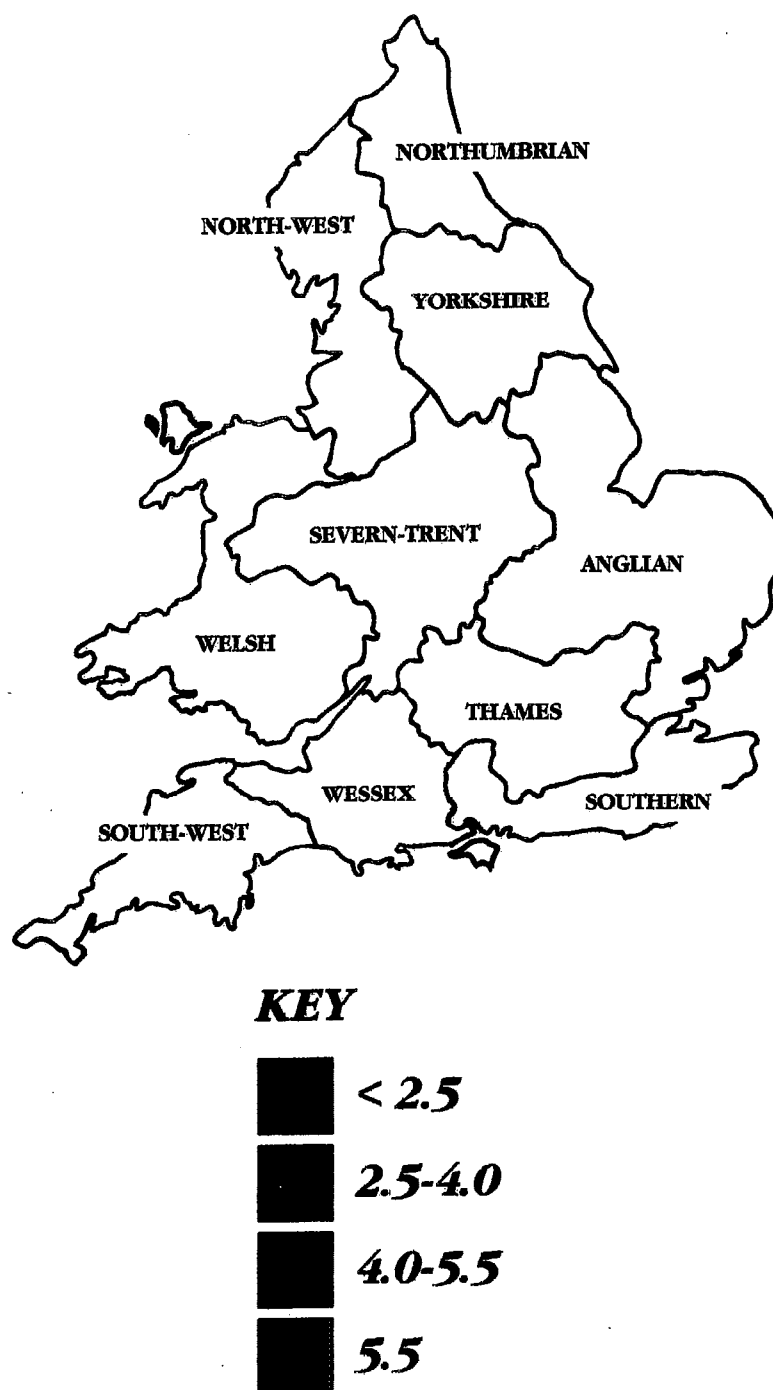 NORTHUMBRIAN
NORTH-WEST
YORKSHIRE
SEVERN-TRENT
ANGLIAN
WELSH
THAMES
WESSEX
SOUTHERN
SOUTH-WEST
KEY
< 2.5
2.5-4.0
4.0-5.5
5.5